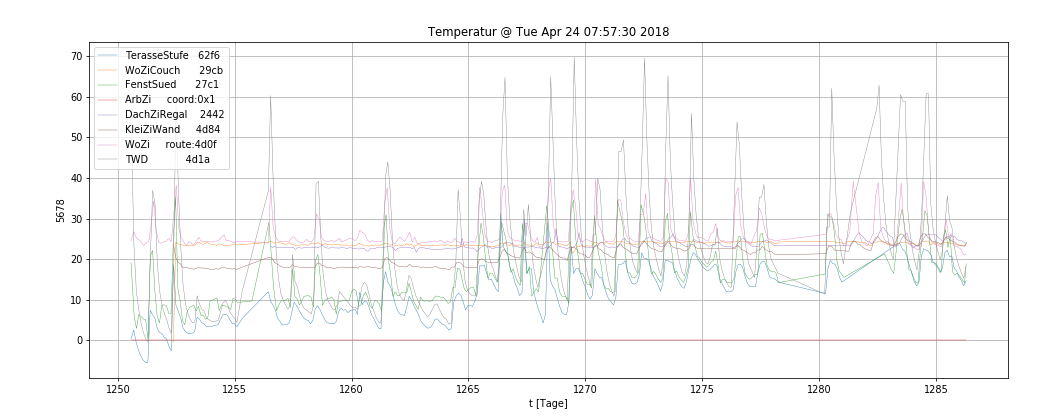 Temperatur @ Tue Apr 24 07:57:30 2018
70
60
50
40
30
20
10
0
5678
TerasseStufe 62f6
WoZiCouch 29cb
FenstSued 27c1
ArbZi coord:0x1
DachZiRegal 2442
KleiZiWand 4d84
WoZi route:4d0f
TWD 4d1a
1250 1255 1260 1265 1270 1275 1280 1285
t [Tage]